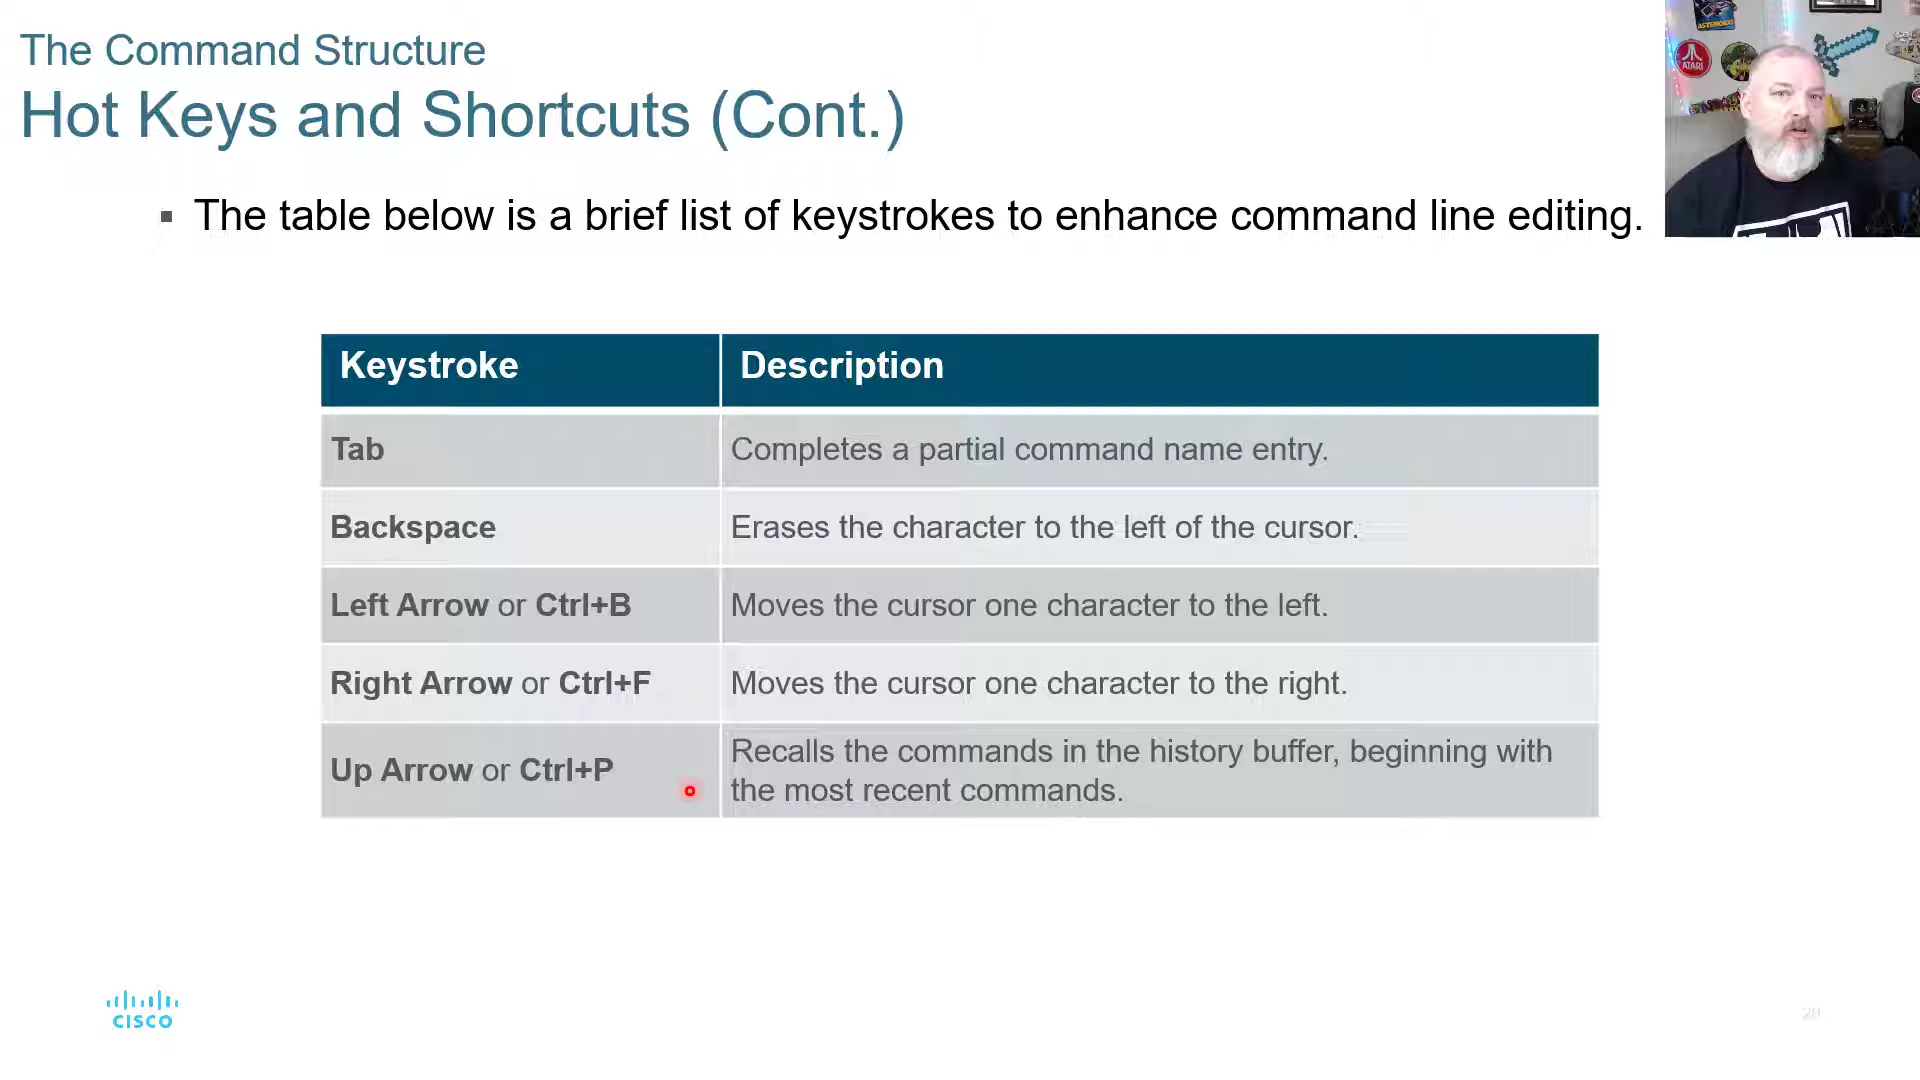 The Command Structure
Hot Keys and Shortcuts (Cont.)
▪ The table below is a brief list of keystrokes to enhance command line editing.
Keystroke Description
Tab Completes a partial command name entry.
Backspace Erases the character to the left of the cursor.
Left Arrow or Ctrl+B Moves the cursor one character to the left.
Right Arrow or Ctrl+F Moves the cursor one character to the right.
Up Arrow or Ctrl+P Recalls the commands in the history buffer, beginning with
the most recent commands.
CISCO
20
ASTEROIDS
ATARI